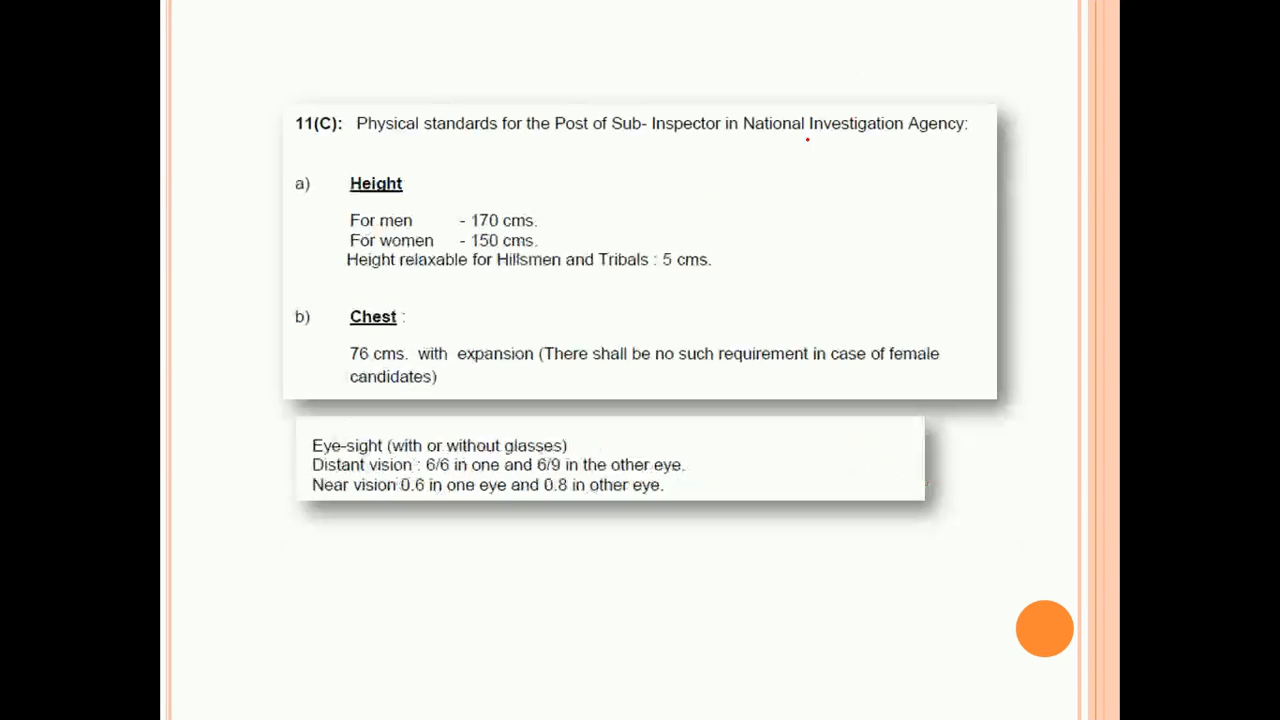 11(C): Physical standards for the Post of Sub- Inspector in National Investigation Agency:
a) Height
For men - 170 cms.
For women - 150 cms.
Height relaxable for Hillsmen and Tribals : 5 cms.
b) Chest :
76 cms. with expansion (There shall be no such requirement in case of female
candidates)
Eye-sight (with or without glasses)
Distant vision : 6/6 in one and 6/9 in the other eye.
Near vision 0.6 in one eye and 0.8 in other eye.